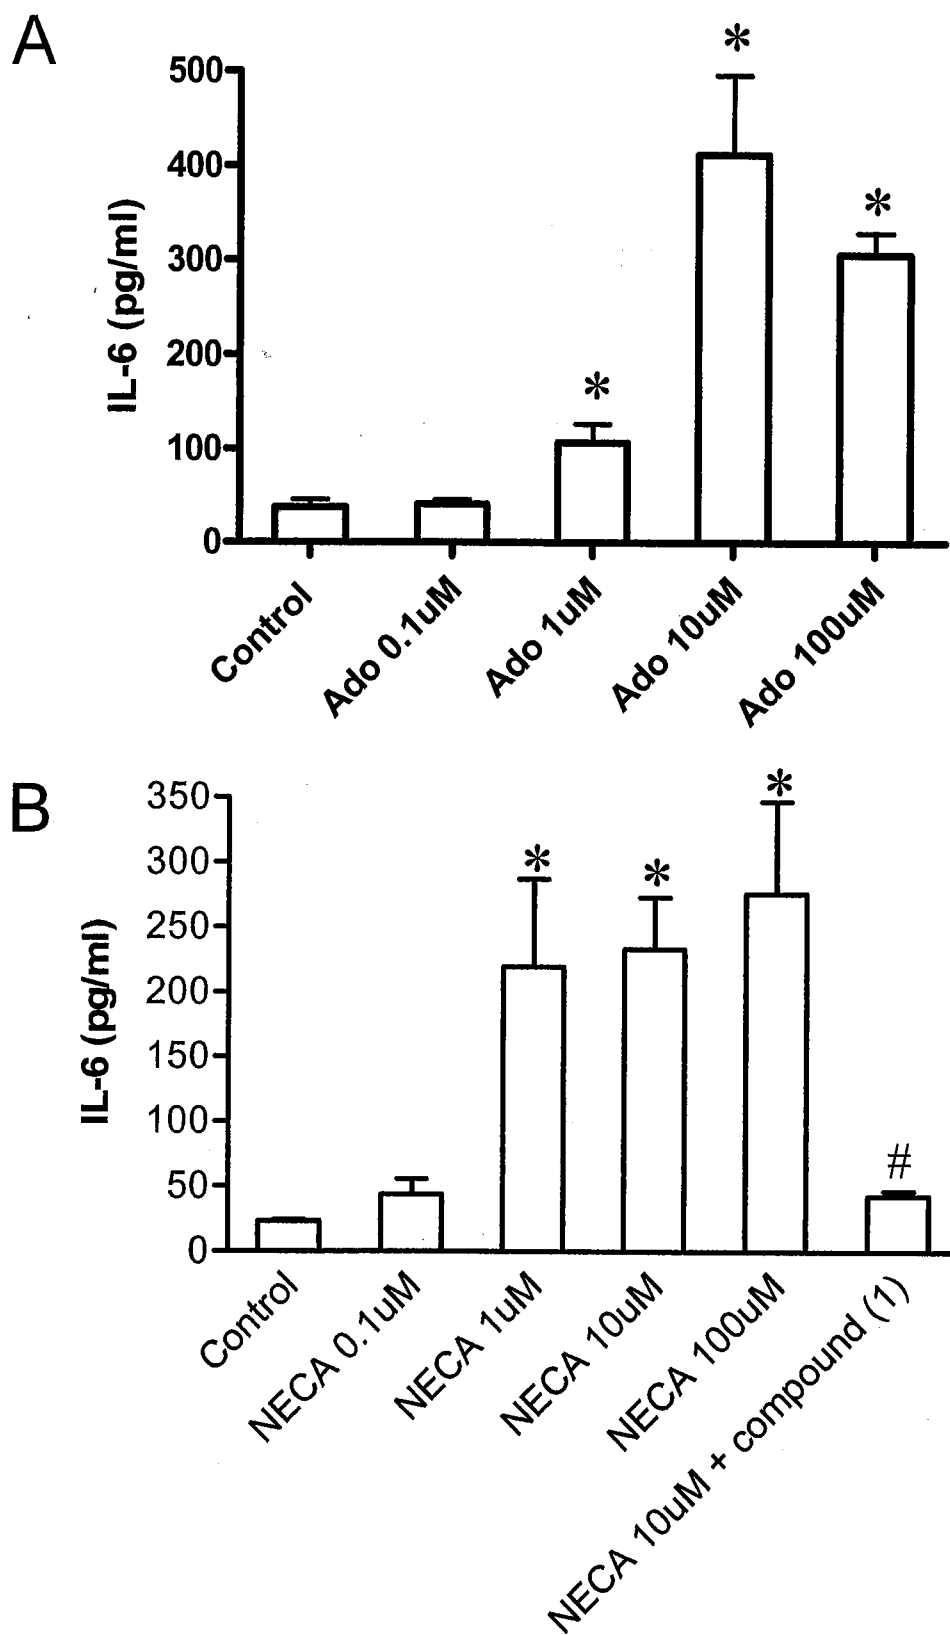 A
*
500
*
400
300
*
200
100
0
IL-6 (pg/ml)
Control
Ado 0.1uM
Ado 1uM
Ado 10uM
Ado 100uM
B
350
*
300
*
*
250
200
150
100
#
50
0
IL-6 (pg/ml)
Control
NECA 0.1uM
NECA 1uM
NECA 10uM
NECA 100uM
NECA 10uM + compound (1)